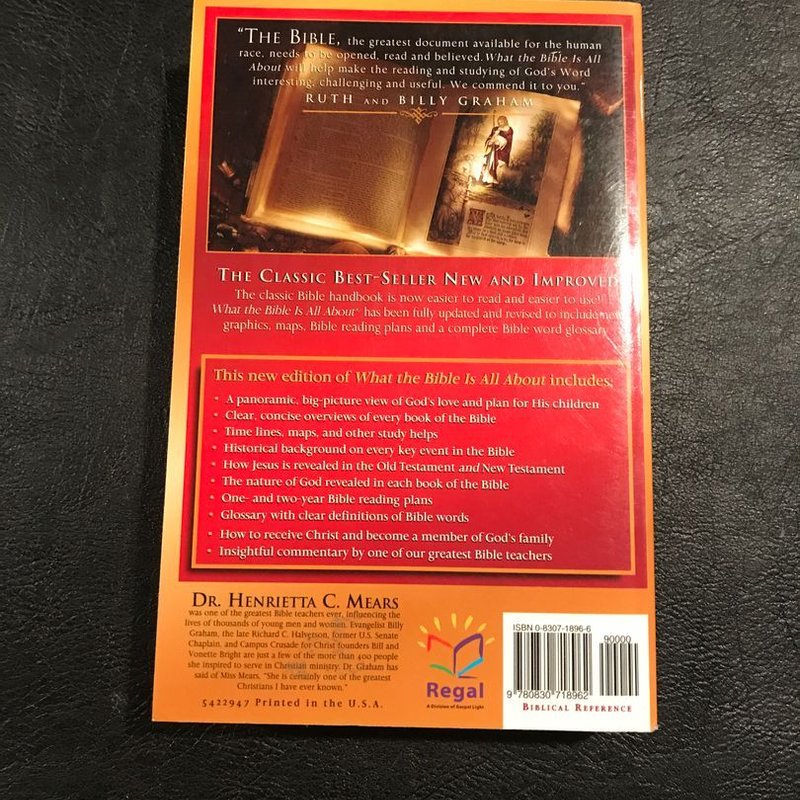 “THE BIBLE, the greatest document available for the human
race, needs to be opened, read and believed. What the Bible Is All
About will help make the reading and studying of God's Word
interesting, challenging and useful. We commend it to you.”
RUTH AND BILLY GRAHAM
THE CLASSIC BEST-SELLER NEW AND IMPROVED
The classic Bible handbook is now easier to read and easier to use!
What the Bible Is All About® has been fully updated and revised to include new
graphics, maps, Bible reading plans and a complete Bible word glossary.
This new edition of What the Bible Is All About includes:
• A panoramic, big-picture view of God's love and plan for His children
• Clear, concise overviews of every book of the Bible
• Time lines, maps, and other study helps
• Historical background on every key event in the Bible
• How Jesus is revealed in the Old Testament and New Testament
• The nature of God revealed in each book of the Bible
• One- and two-year Bible reading plans
• Glossary with clear definitions of Bible words
• How to receive Christ and become a member of God's family
• Insightful commentary by one of our greatest Bible teachers
DR. HENRIETTA C. MEARS
was one of the greatest Bible teachers ever, influencing the
lives of thousands of young men and women. Evangelist Billy
Graham, the late Richard C. Halverson, former U.S. Senate
Chaplain, and Campus Crusade for Christ founders Bill and
Vonette Bright are just a few of the more than 400 people
she inspired to serve in Christian ministry. Dr. Graham has
said of Miss Mears, "She is certainly one of the greatest
Christians I have ever known."
5422947 Printed in the U.S.A.
Regal
A Division of Gospel Light
ISBN 0-8307-1896-6
90000
9 780830 718962
BIBLICAL REFERENCE